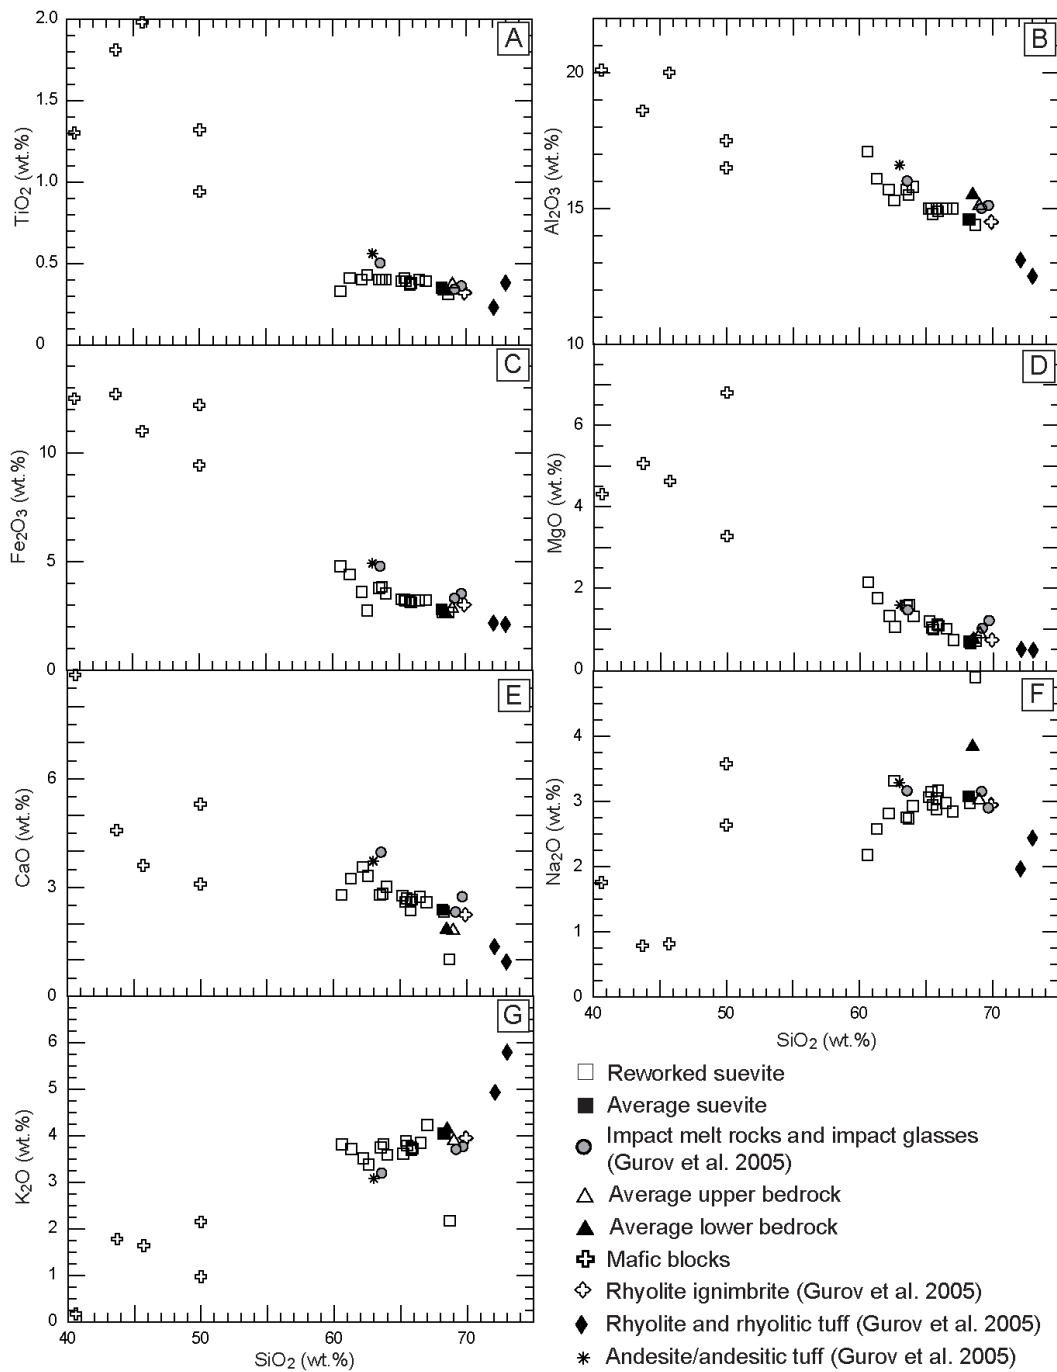 A
2.0
1.5
1.0
0.5
0
TiO2 (wt.%)
B
20
15
10
Al2O3 (wt.%)
C
10
5
0
Fe2O3 (wt.%)
D
6
4
2
0
MgO (wt.%)
E
6
3
0
CaO (wt.%)
F
4
3
2
1
0
Na2O (wt.%)
40 50 60 70
SiO2 (wt.%)
G
6
5
4
3
2
1
0
K2O (wt.%)
40 50 60 70
SiO2 (wt.%)
Reworked suevite
Average suevite
Impact melt rocks and impact glasses
(Gurov et al. 2005)
Average upper bedrock
Average lower bedrock
Mafic blocks
Rhyolite ignimbrite (Gurov et al. 2005)
Rhyolite and rhyolitic tuff (Gurov et al. 2005)
Andesite/andesitic tuff (Gurov et al. 2005)